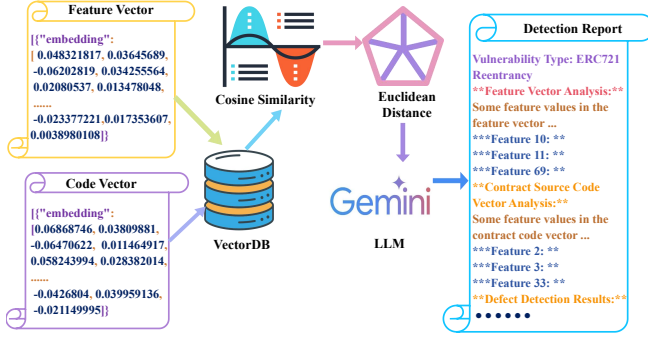 Feature Vector
[{"embedding":
[ 0.048321817, 0.03645689,
-0.06202819, 0.034255564,
0.02080537, 0.013478048,
......
-0.023377221,0.017353607,
0.0038980108]}
Code Vector
[{"embedding":
[0.06868746, 0.03809881,
-0.06470622, 0.011464917,
0.058243994, 0.028382014,
......
-0.0426804, 0.039959136,
-0.021149995]}
VectorDB
Cosine Similarity
Euclidean
Distance
Gemini
LLM
Detection Report
Vulnerability Type: ERC721
Reentrancy
**Feature Vector Analysis:**
Some feature values in the
feature vector ...
***Feature 10: **
***Feature 11: **
***Feature 69: **
**Contract Source Code
Vector Analysis:**
Some feature values in the
contract code vector ...
***Feature 2: **
***Feature 3: **
***Feature 33: **
**Defect Detection Results:**
● ● ● ● ● ●